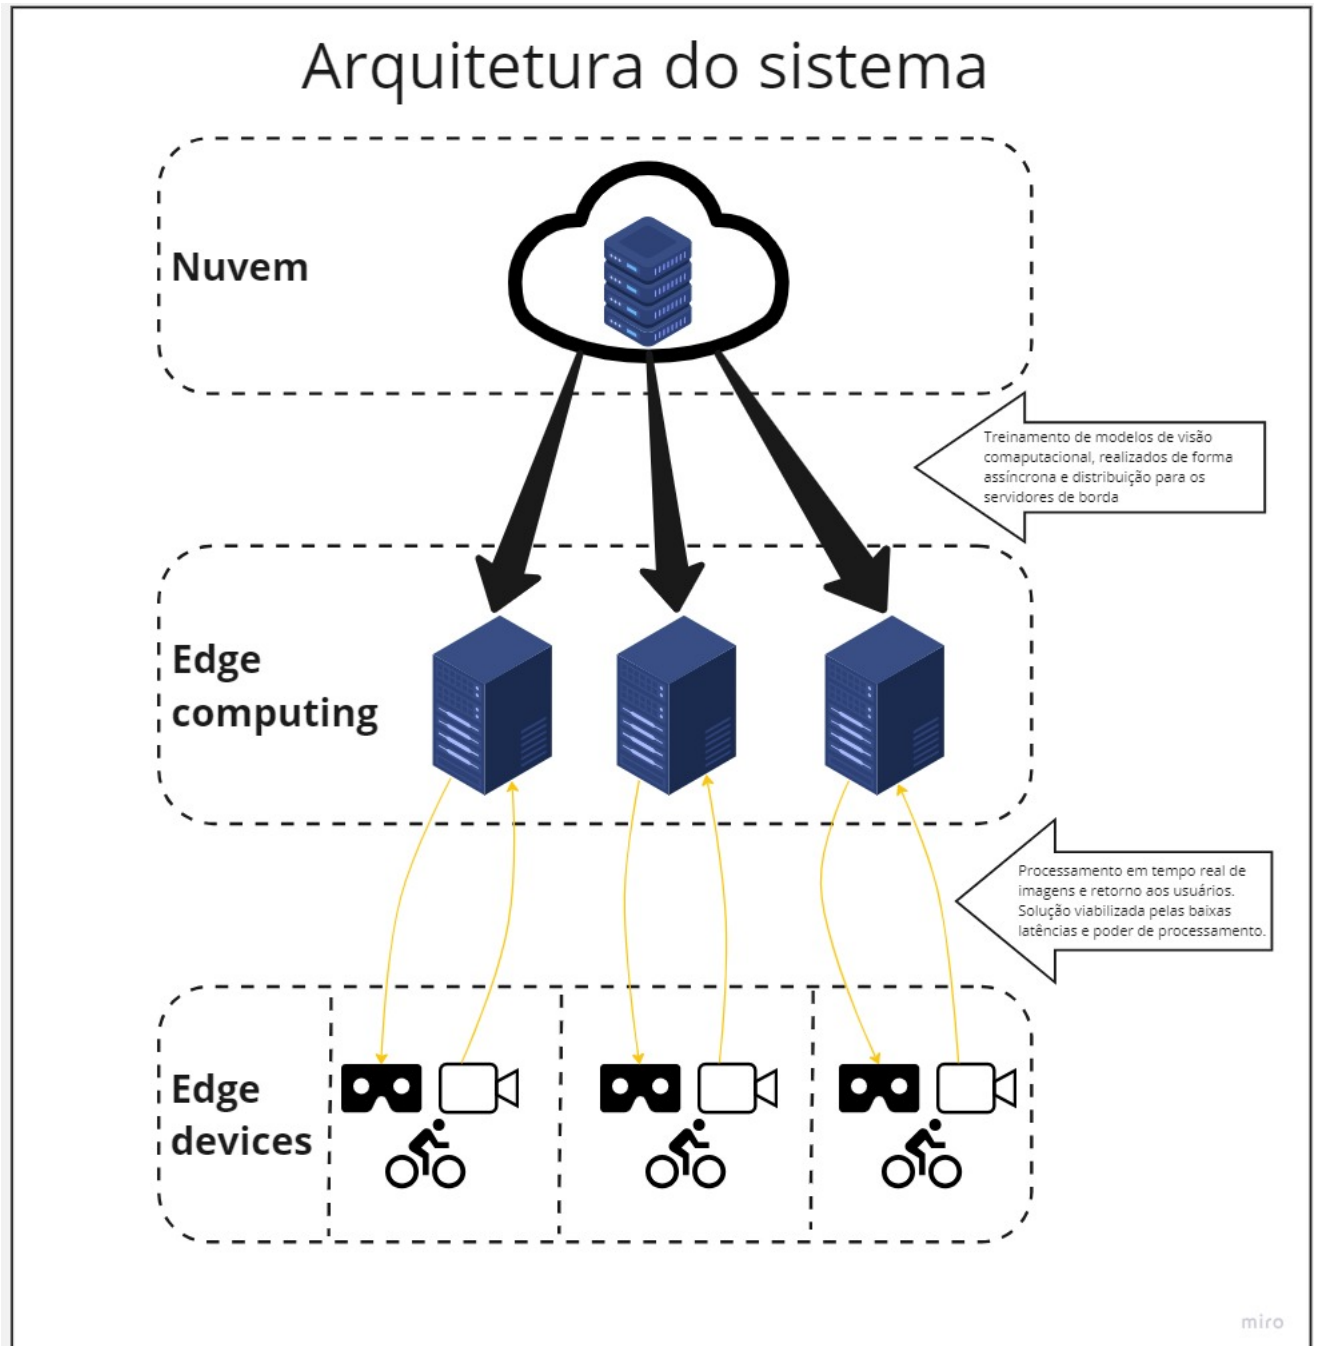 Arquitetura do sistema
Nuvem
Treinamento de modelos de visão
comaputacional, realizados de forma
assíncrona e distribuição para os
servidores de borda
Edge
computing
Processamento em tempo real de
imagens e retorno aos usuários.
Solução viabilizada pelas baixas
latências e poder de processamento.
Edge
devices
miro